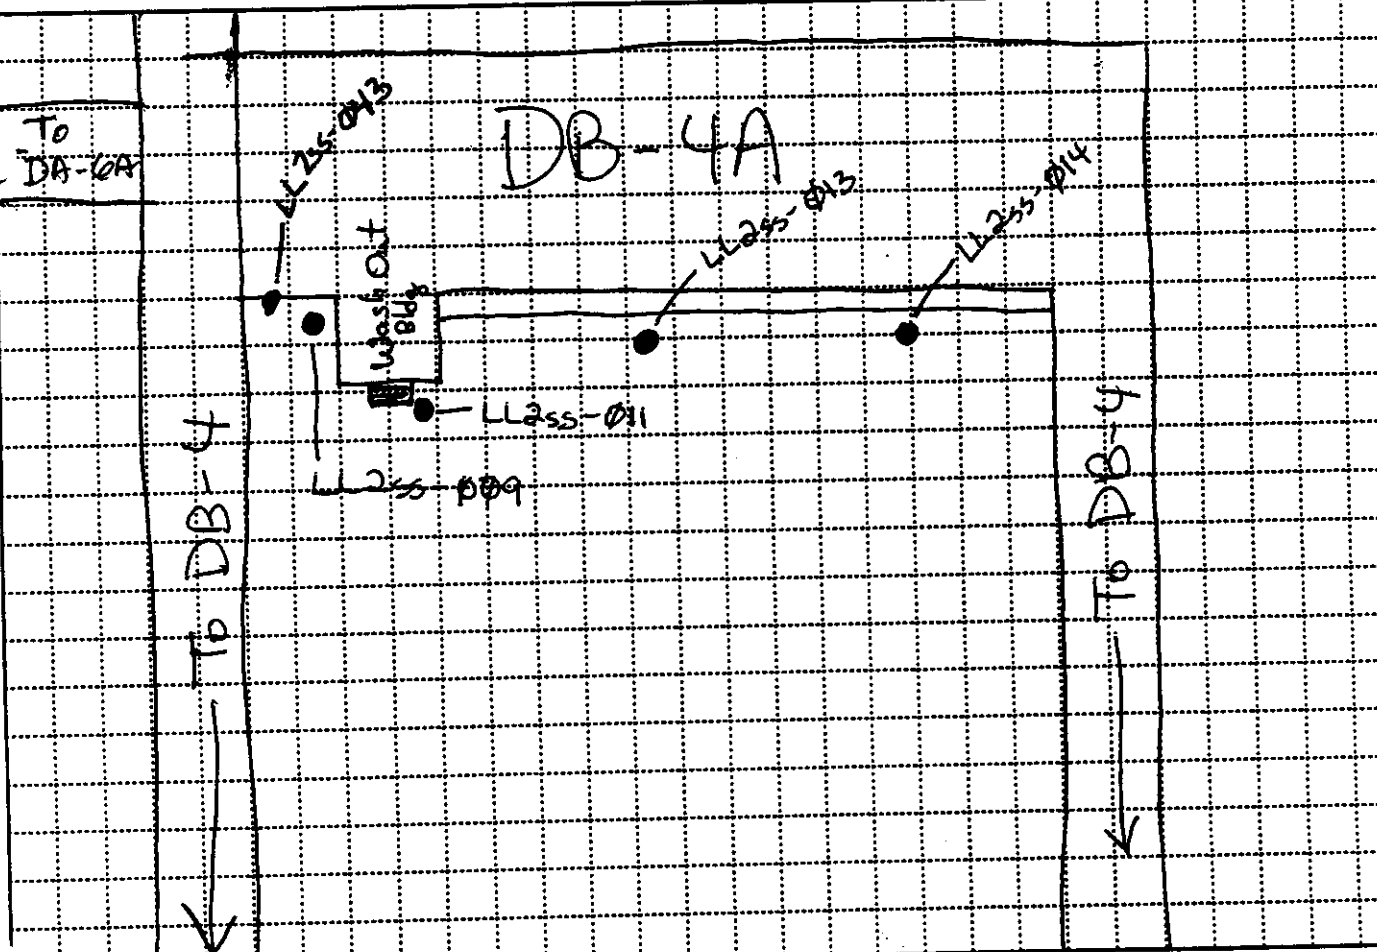 DB-4A
To
DA-6A
LL2ss-Ø43
LL2ss-Ø13
LL2ss-Ø14
Wash Out
Bldg
LL2ss-Ø11
LL2ss-ØØ9
To DB-4
To DB-4